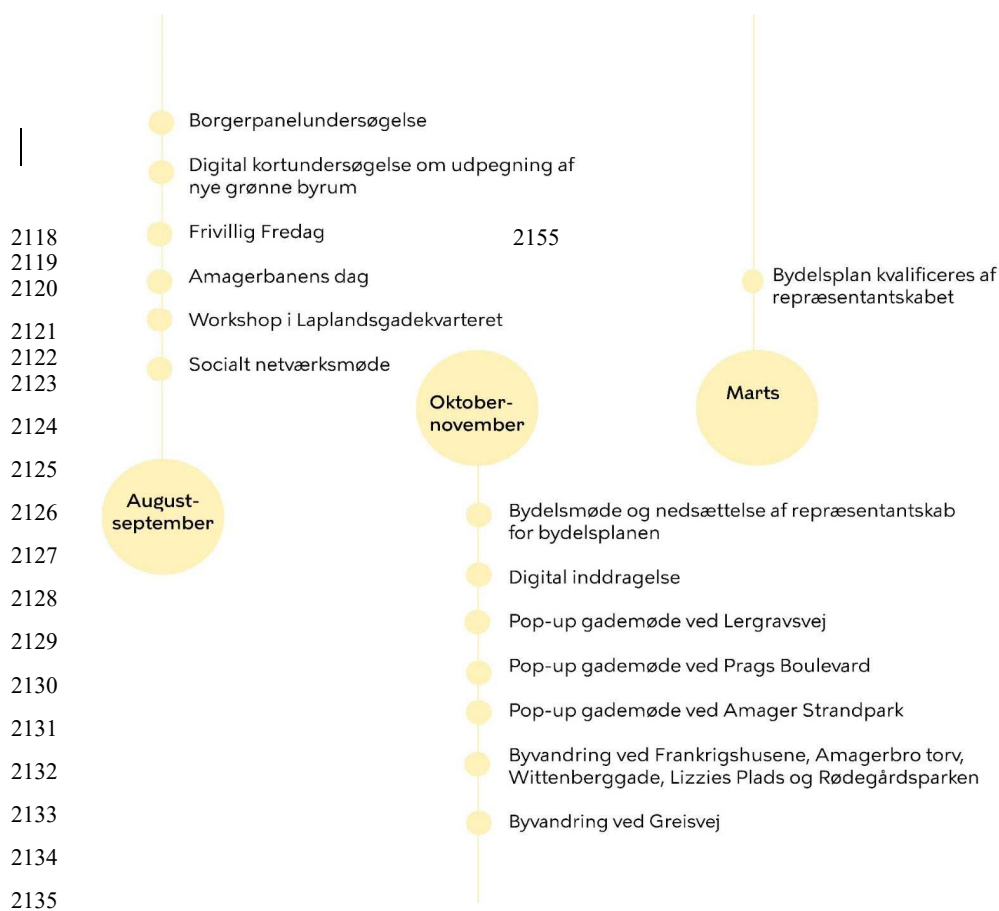 Borgerpanelundersøgelse
Digital kortundersøgelse om udpegning af
nye grønne byrum
2118
Frivillig Fredag
2155
2119
Amagerbanens dag
2120
Bydelsplan kvalificeres af
repræsentantskabet
2121
Workshop i Laplandsgadekvarteret
2122
Socialt netværksmøde
2123
Oktober-
november
Marts
2124
2125
August-
september
2126
Bydelsmøde og nedsættelse af repræsentantskab
for bydelsplanen
2127
Digital inddragelse
2128
Pop-up gademøde ved Lergravsvej
2129
Pop-up gademøde ved Prags Boulevard
2130
Pop-up gademøde ved Amager Strandpark
2131
Byvandring ved Frankrigshusene, Amagerbro torv,
Wittenberggade, Lizzies Plads og Rødegårdsparken
2132
2133
Byvandring ved Greisvej
2134
2135